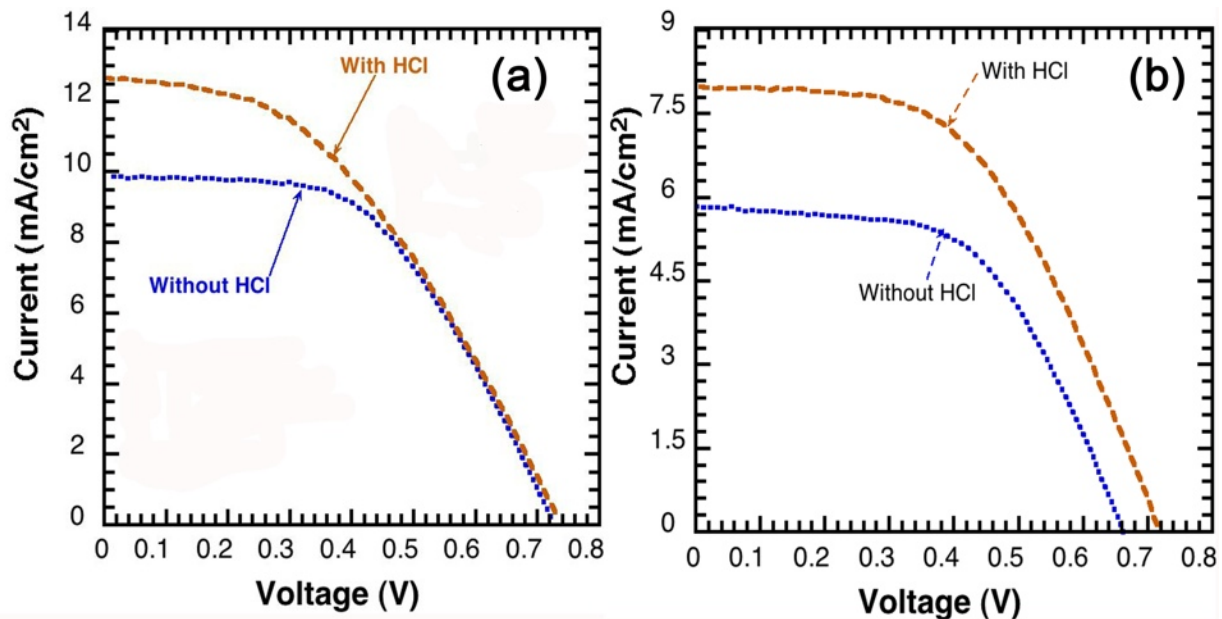 14
12
10
8
6
4
2
0
0 0.1 0.2 0.3 0.4 0.5 0.6 0.7 0.8
Voltage (V)
Current (mA/cm²)
With HCl
(a)
Without HCl
9
7.5
6
4.5
3
1.5
0
0 0.1 0.2 0.3 0.4 0.5 0.6 0.7 0.8
Voltage (V)
Current (mA/cm²)
With HCl
(b)
Without HCl